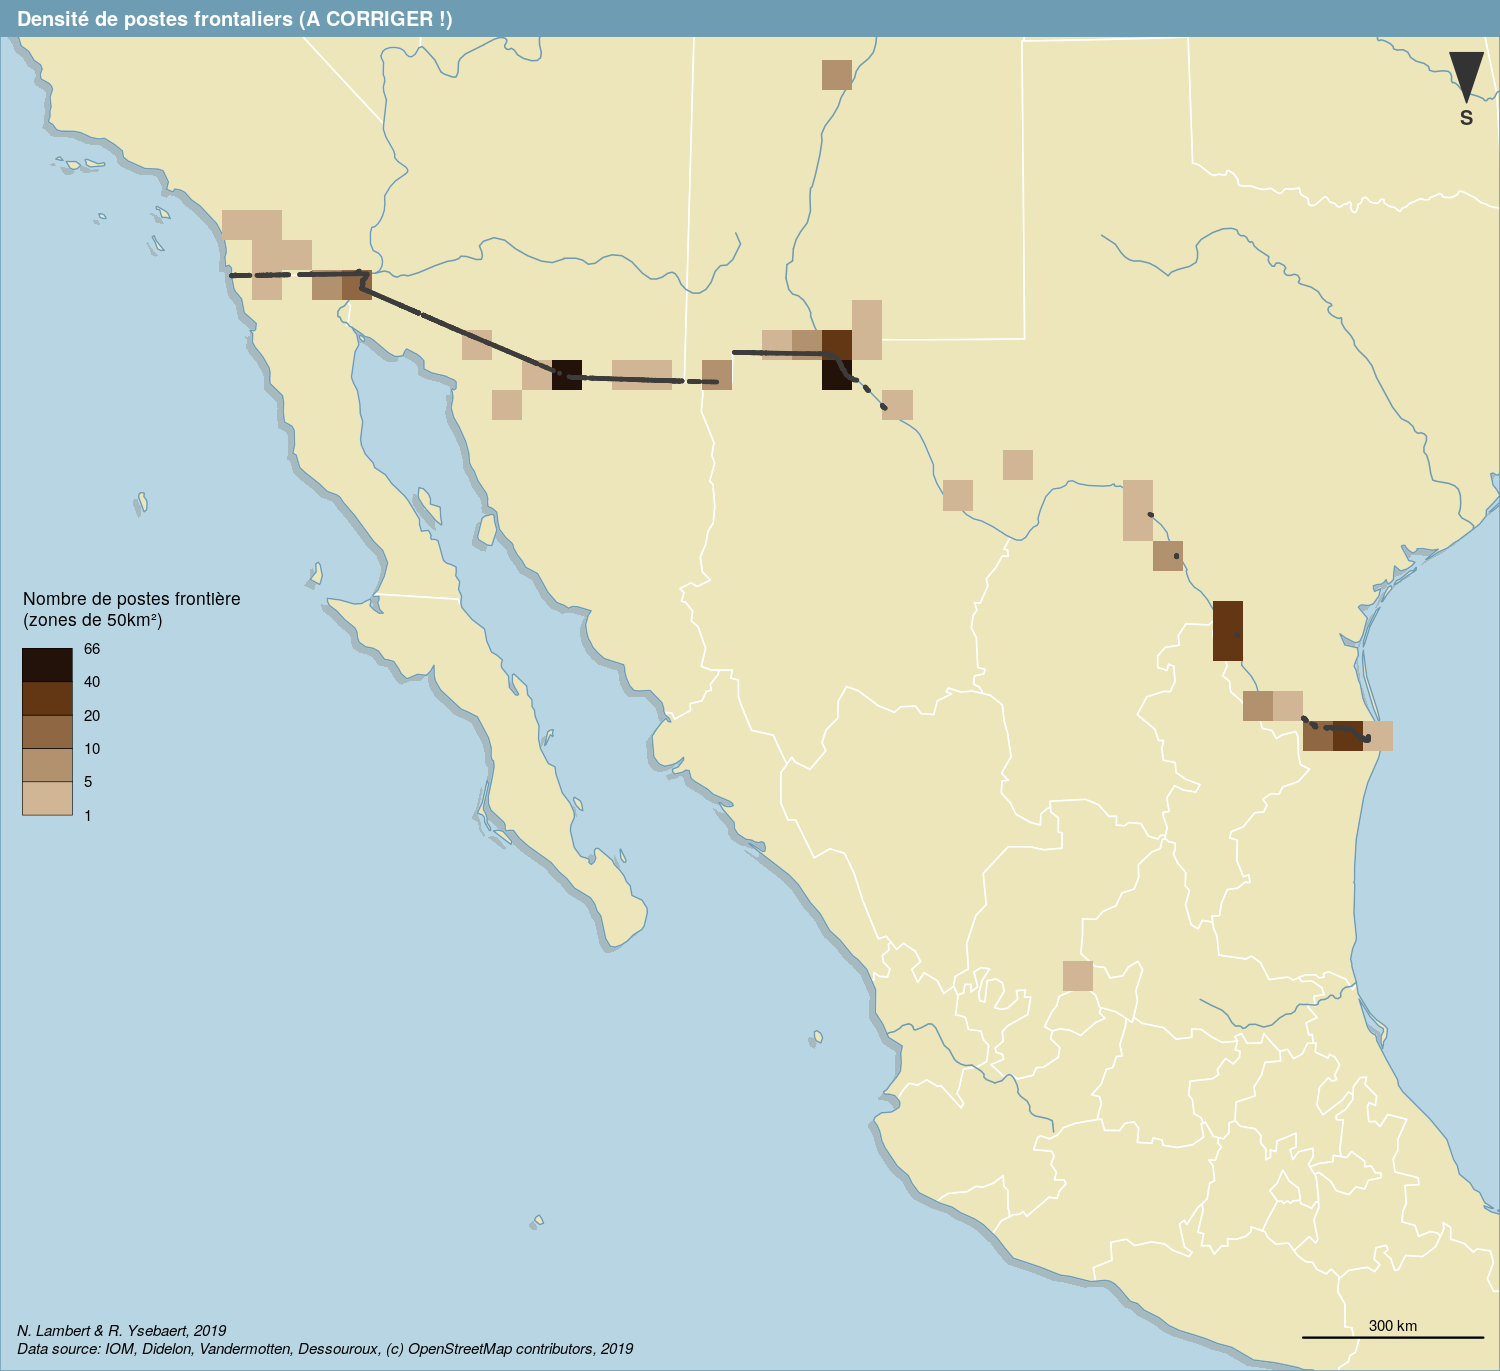 Densité de postes frontaliers (A CORRIGER !)
S
Nombre de postes frontière
(zones de 50km²)
66
40
20
10
5
1
300 km
N. Lambert & R. Ysebaert, 2019
Data source: IOM, Didelon, Vandermotten, Dessouroux, (c) OpenStreetMap contributors, 2019